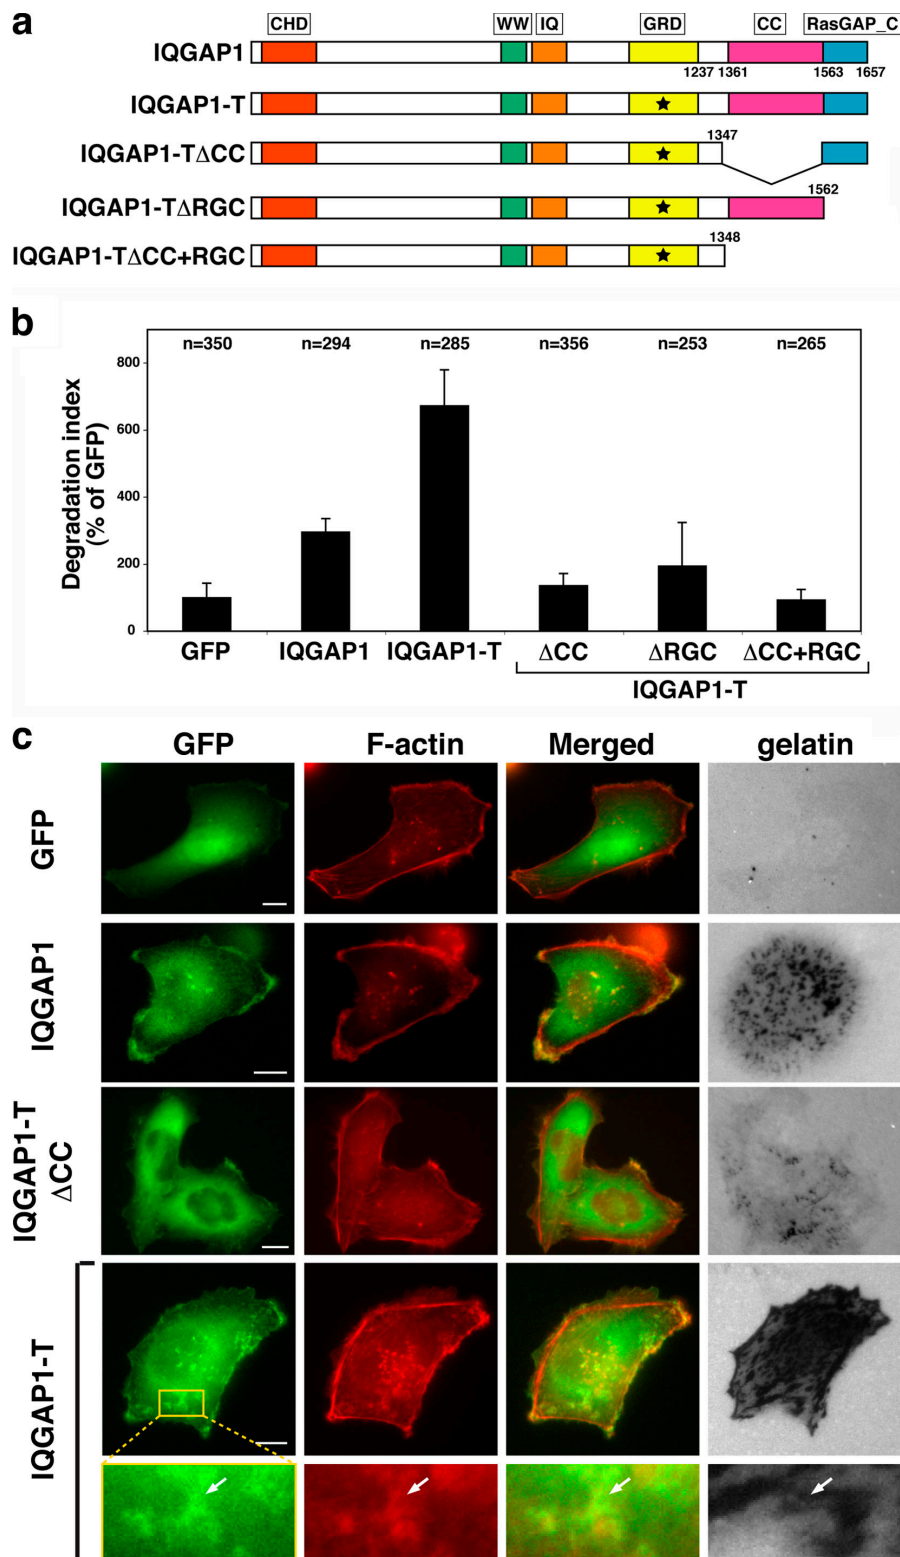 a
CHD WW IQ GRD CC RasGAP_C
IQGAP1
1237 1361 1563 1657
IQGAP1-T
1347
IQGAP1-TΔCC
1562
IQGAP1-TΔRGC
1348
IQGAP1-TΔCC+RGC
b
n=350 n=294 n=285 n=356 n=253 n=265
Degradation index
(% of GFP)
800
600
400
200
0
GFP IQGAP1 IQGAP1-T ΔCC ΔRGC ΔCC+RGC
IQGAP1-T
c
GFP F-actin Merged gelatin
GFP
IQGAP1
IQGAP1-T
ΔCC
IQGAP1-T